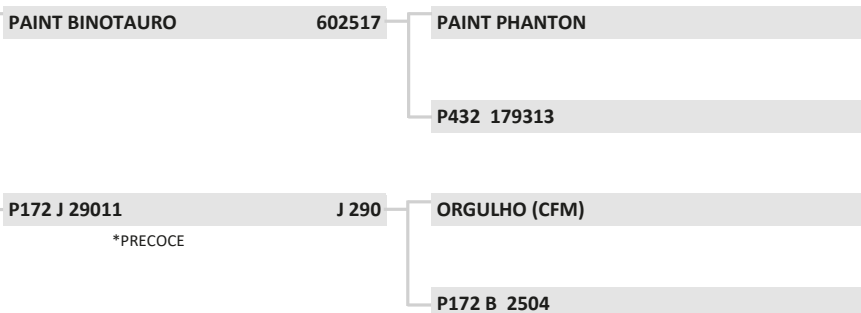 PAINT BINOTAURO 602517 PAINT PHANTON
P432 179313
P172 J 29011 J 290 ORGULHO (CFM)
*PRECOCE
P172 B 2504